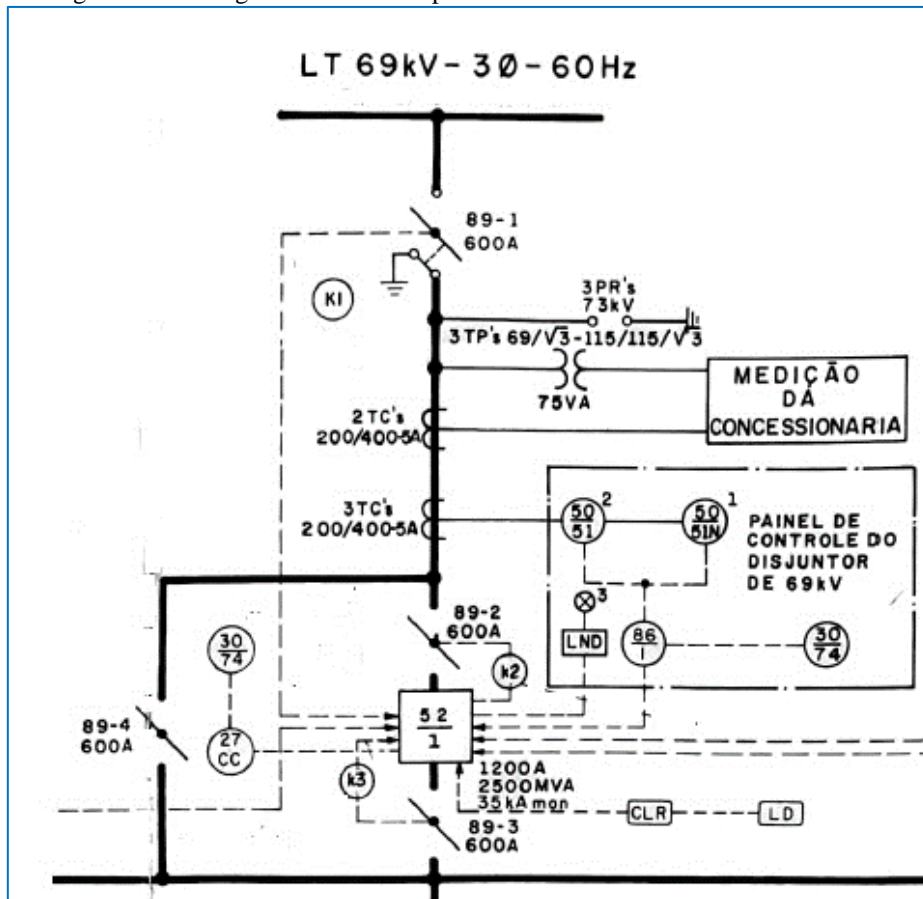 LT 69kV - 3Ø - 60Hz
89-1
600A
K1
3PR's
73kV
3TP's 69/√3-115/115/√3
75VA
MEDIÇÃO
DA
CONCESSIONARIA
2TC's
200/400-5A
3TC's
200/400-5A
50
51
2
50
51N
1
PAINEL DE
CONTROLE DO
DISJUNTOR
DE 69kV
3
LND
86
1
30
74
89-2
600A
k2
30
74
89-4
600A
27
CC
52
1
k3
1200A
2500MVA
35kA mon
CLR
LD
89-3
600A